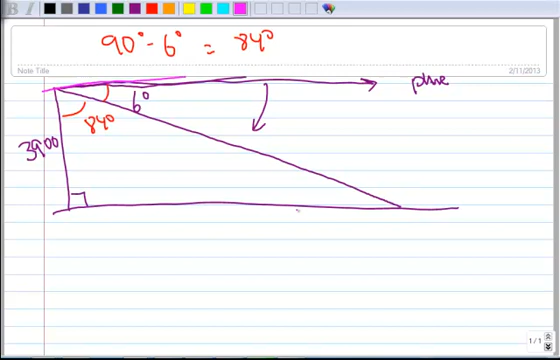 90° - 6° = 84°
Note Title
2/11/2013
plane
6°
84°
3900
1/1